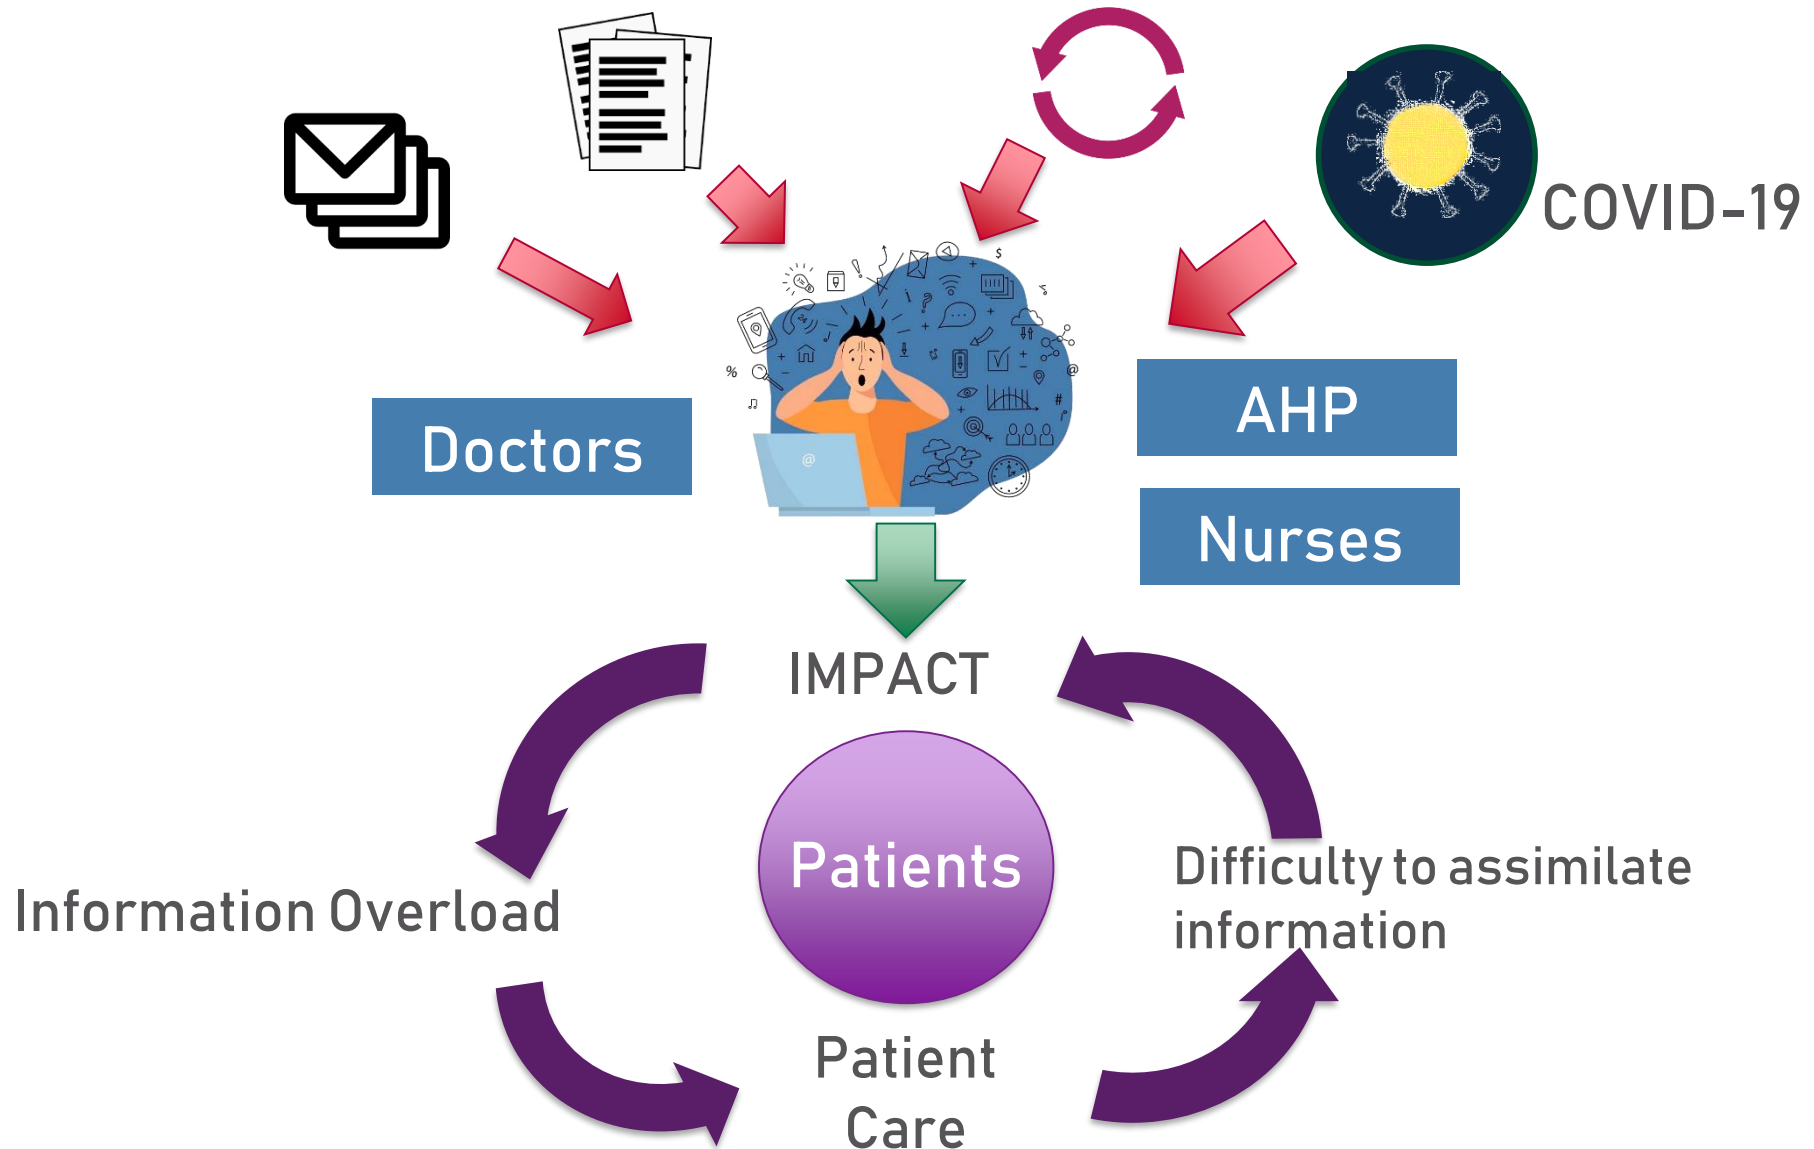 COVID-19
AHP
Doctors
Nurses
IMPACT
Patients
Difficulty to assimilate
information
Information Overload
Patient
Care